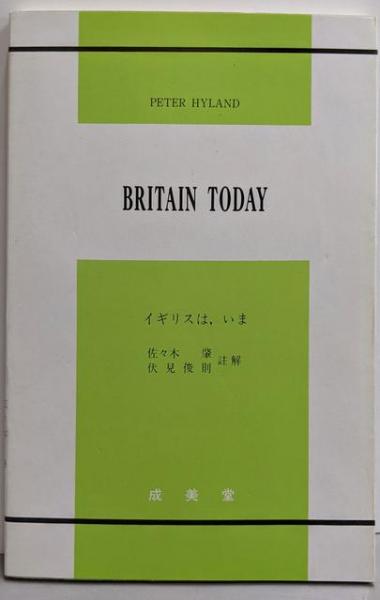 PETER HYLAND
BRITAIN TODAY
イギリスは，いま
佐々木 肇
伏見俊則 註解
成美堂